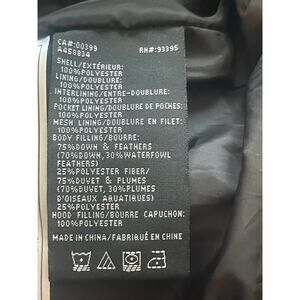 CA#:00399 RN#:93395
A458834
SHELL/EXTÉRIEUR:
100%POLYESTER
LINING/DOUBLURE:
100%POLYESTER
INTERLINING/ENTRE-DOUBLURE:
100%POLYESTER
POCKET LINING/DOUBLURE DE POCHES:
100%POLYESTER
MESH LINING/DOUBLURE EN FILET:
100%POLYESTER
BODY FILLING/BOURRE:
75%DOWN & FEATHERS
(70%DOWN,30%WATERFOWL
FEATHERS)
25%POLYESTER FIBER/
75%DUVET & PLUMES
(70%DUVET,30%PLUMES
D'OISEAUX AQUATIQUES)
25%POLYESTER
HOOD FILLING/BOURRE CAPUCHON:
100%POLYESTER
MADE IN CHINA/FABRIQUÉ EN CHINE